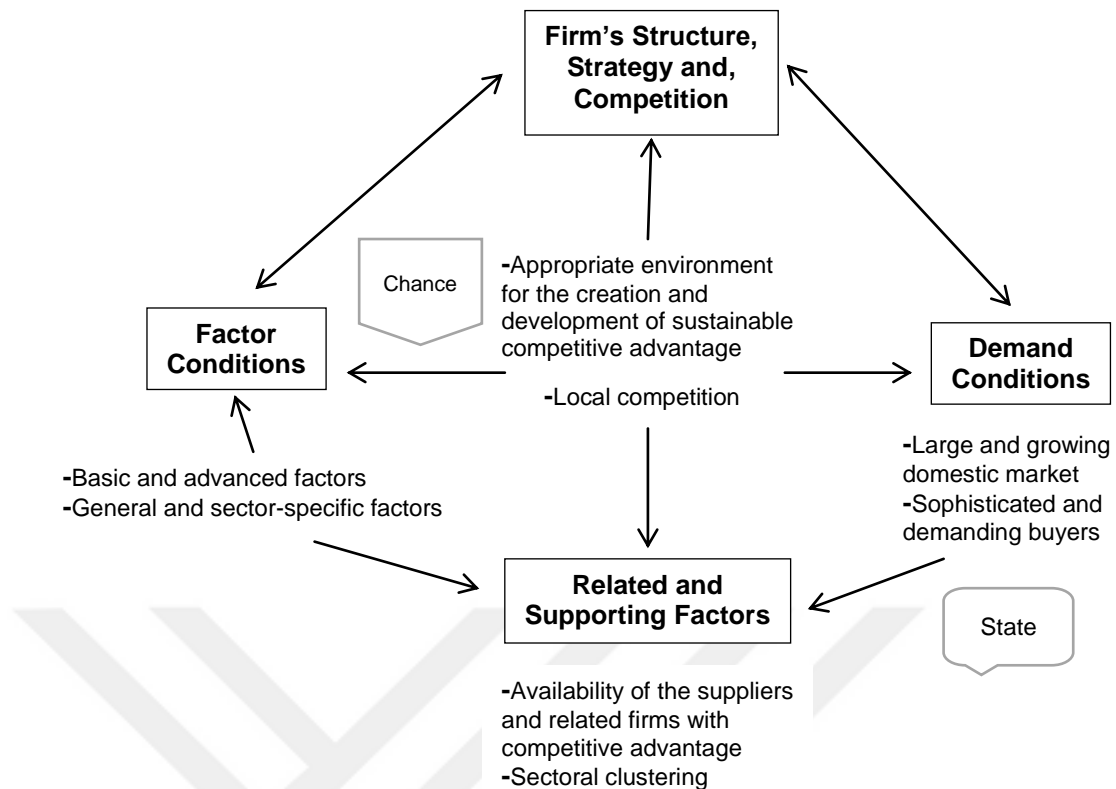 Firm’s Structure,
Strategy and,
Competition
Chance
-Appropriate environment
for the creation and
development of sustainable
competitive advantage
-Local competition
Factor
Conditions
Demand
Conditions
-Basic and advanced factors
-General and sector-specific factors
-Large and growing
domestic market
-Sophisticated and
demanding buyers
Related and
Supporting Factors
State
-Availability of the suppliers
and related firms with
competitive advantage
-Sectoral clustering